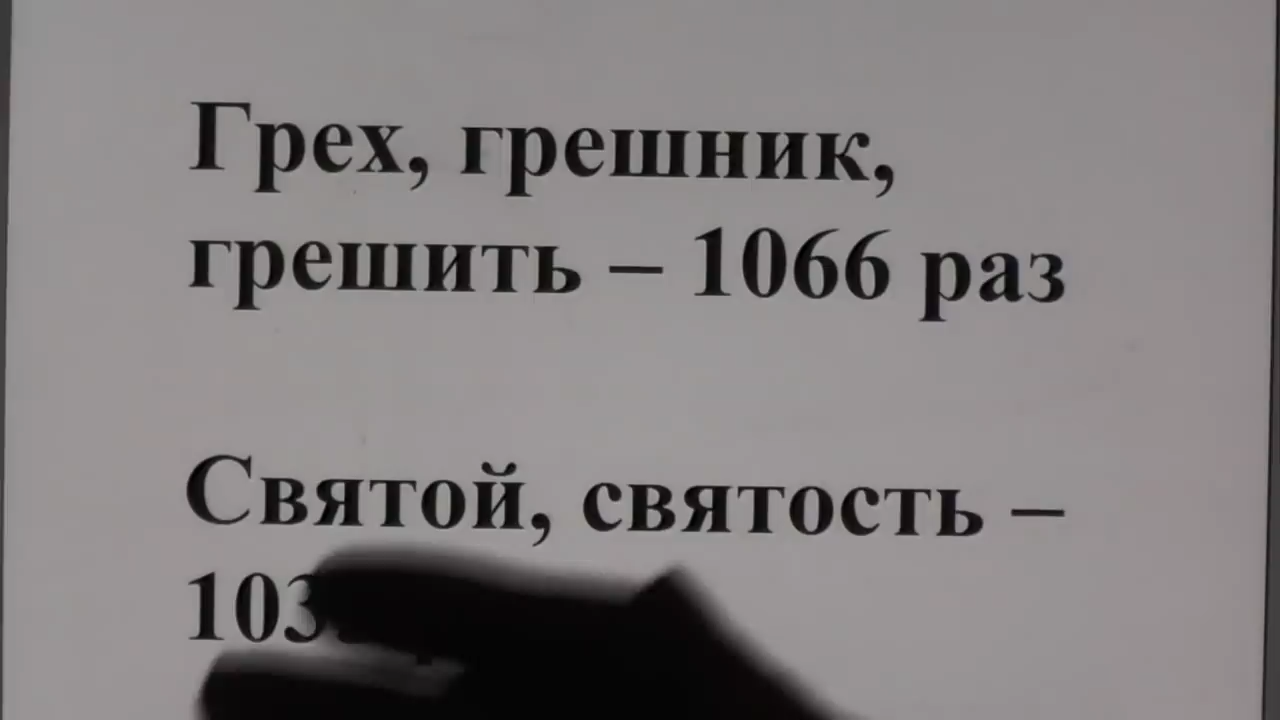 Грех, грешник,
грешить – 1066 раз
Святой, святость –